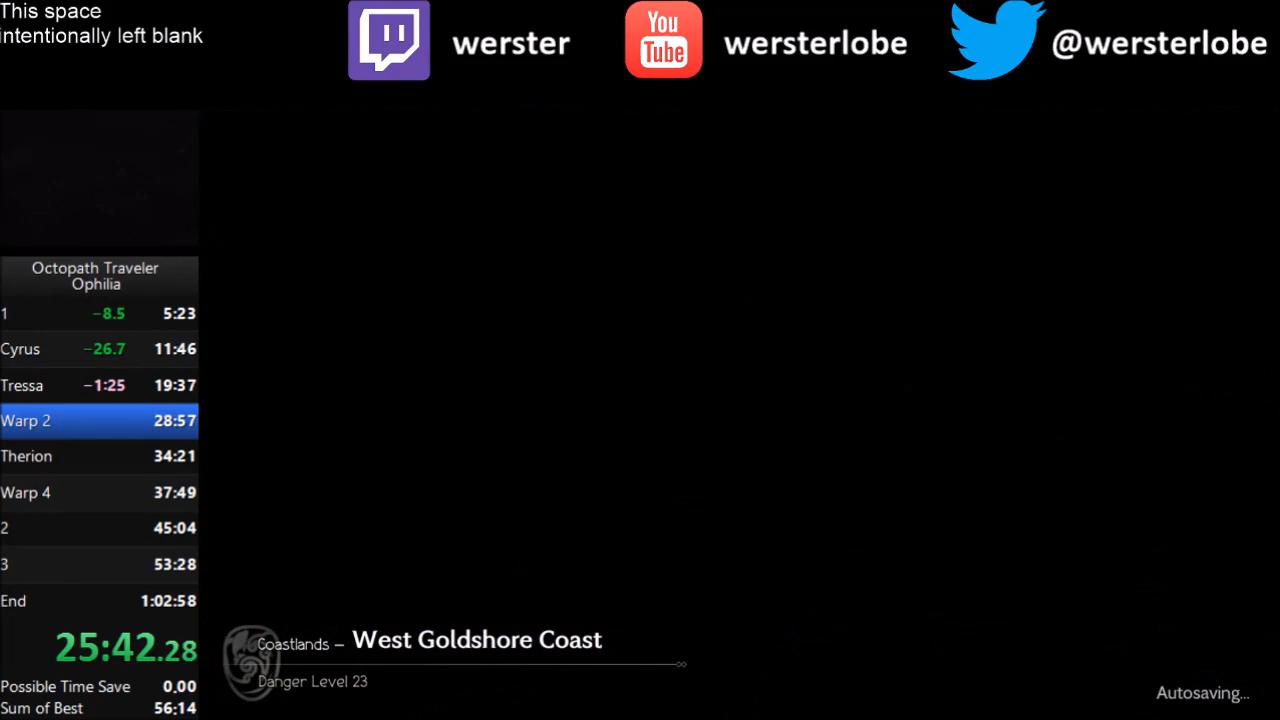 This space
intentionally left blank
werster
You
Tube
wersterlobe
@wersterlobe
Octopath Traveler
Ophilia
1 −8.5 5:23
Cyrus −26.7 11:46
Tressa −1:25 19:37
Warp 2 28:57
Therion 34:21
Warp 4 37:49
2 45:04
3 53:28
End 1:02:58
25:42.28
Possible Time Save 0.00
Sum of Best 56:14
Coastlands – West Goldshore Coast
Danger Level 23
Autosaving...